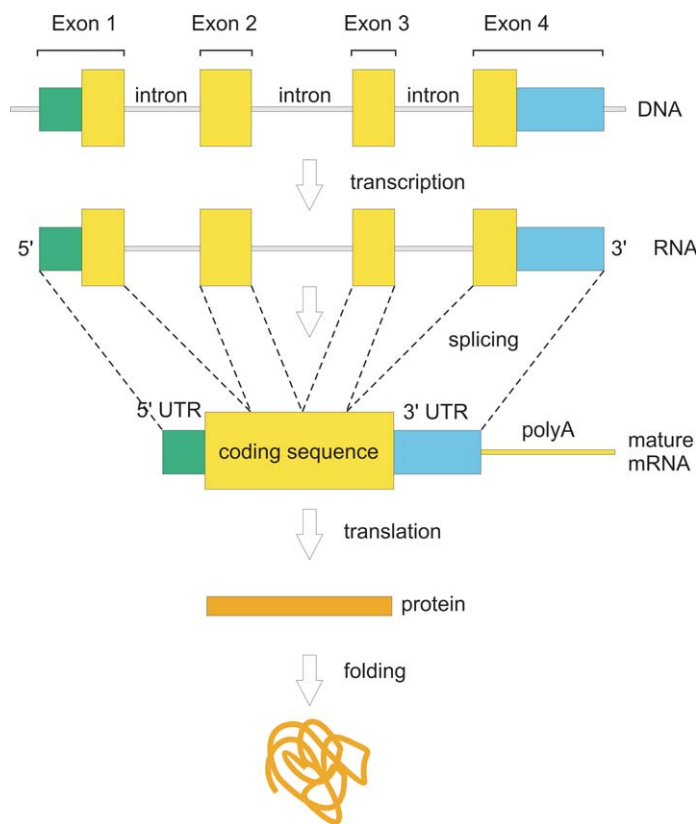 Exon 1 Exon 2 Exon 3 Exon 4
intron intron intron DNA
transcription
5' 3' RNA
splicing
5' UTR 3' UTR
coding sequence polyA mature
mRNA
translation
protein
folding